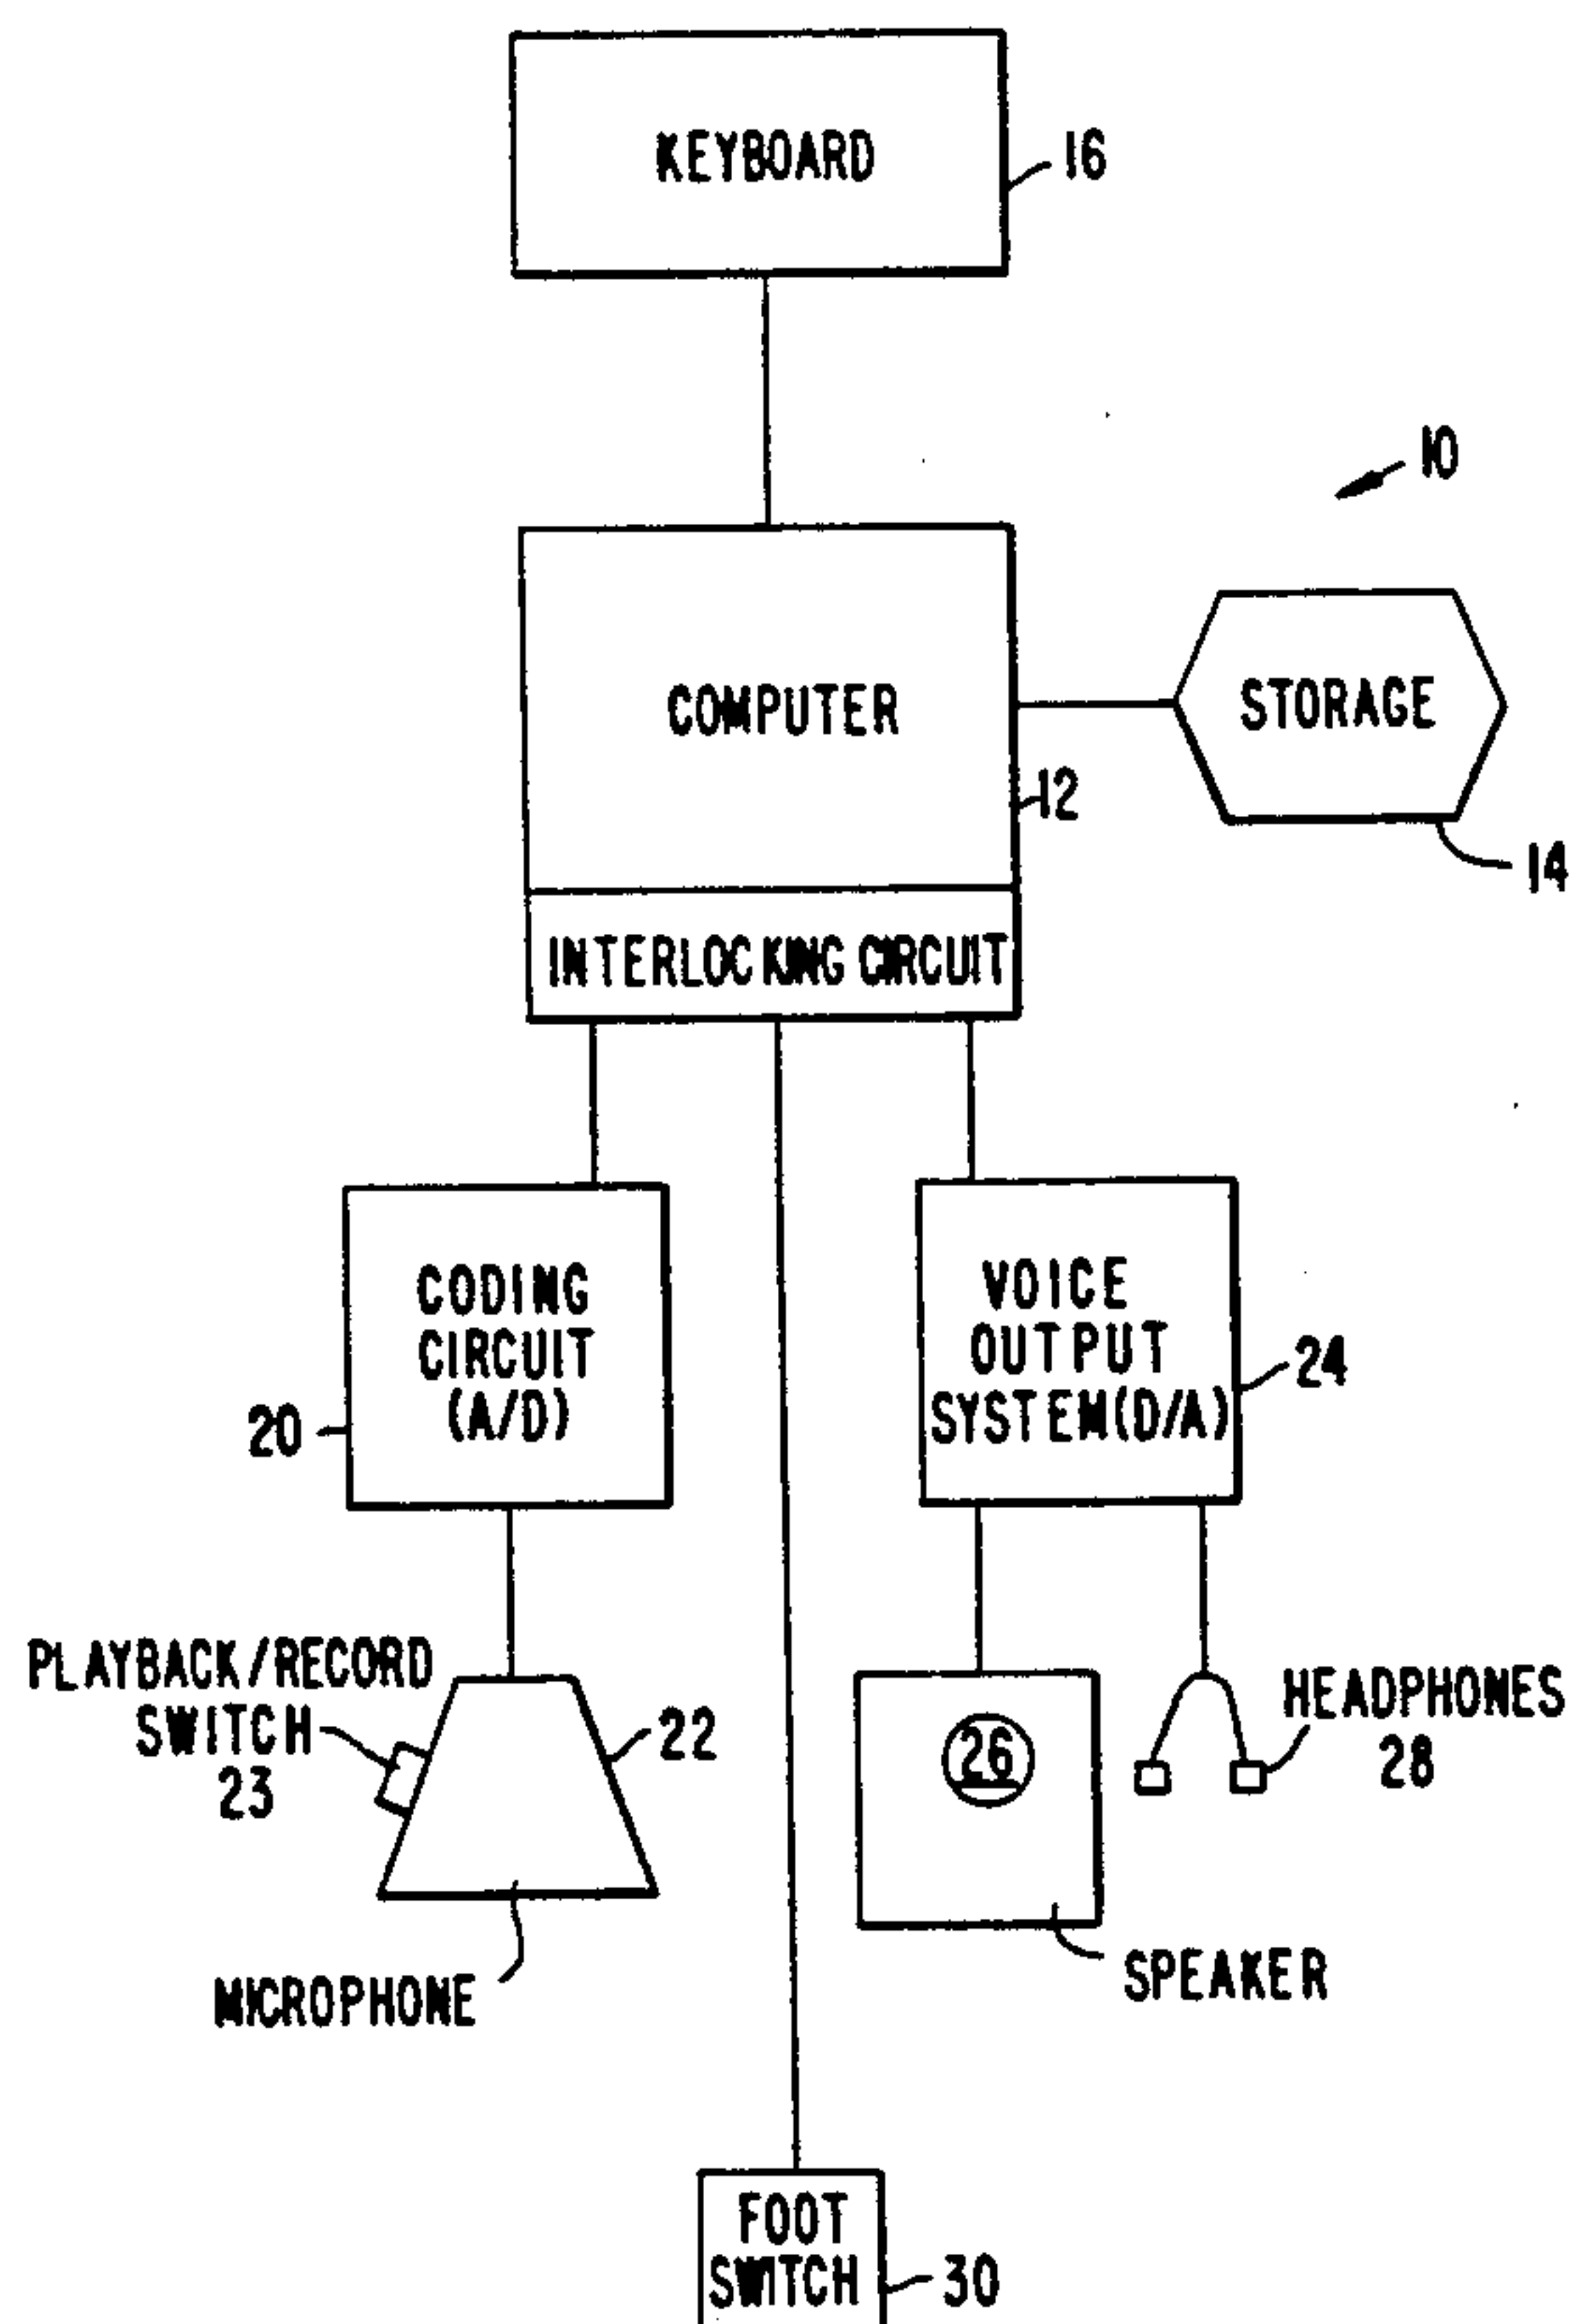 KEYBOARD
16
10
COMPUTER
STORAGE
12
14
INTERLOCKING CIRCUIT
CODING
CIRCUIT
(A/D)
20
VOICE
OUTPUT
SYSTEM(D/A)
24
PLAYBACK/RECORD
SWITCH
23
22
26
HEADPHONES
28
MICROPHONE
SPEAKER
FOOT
SWITCH
30